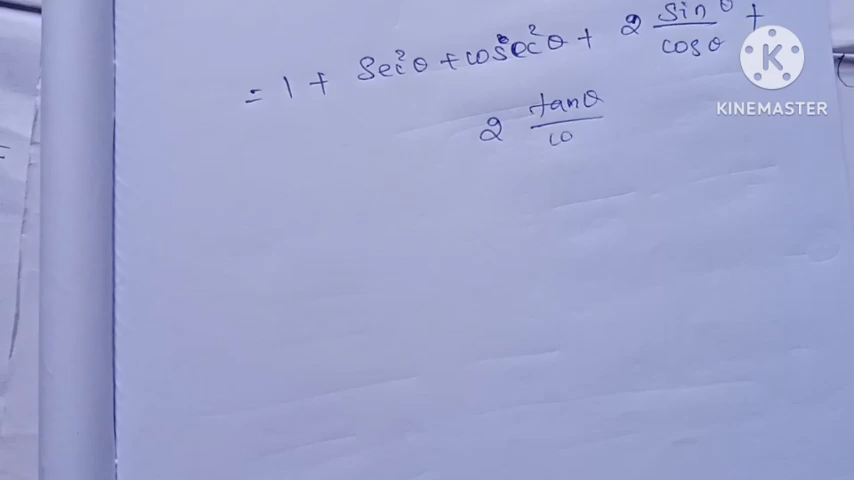 = 1 + Sec²θ + cosec²θ + 2 sinθ/cosθ +
2 tanθ/co
KINEMASTER